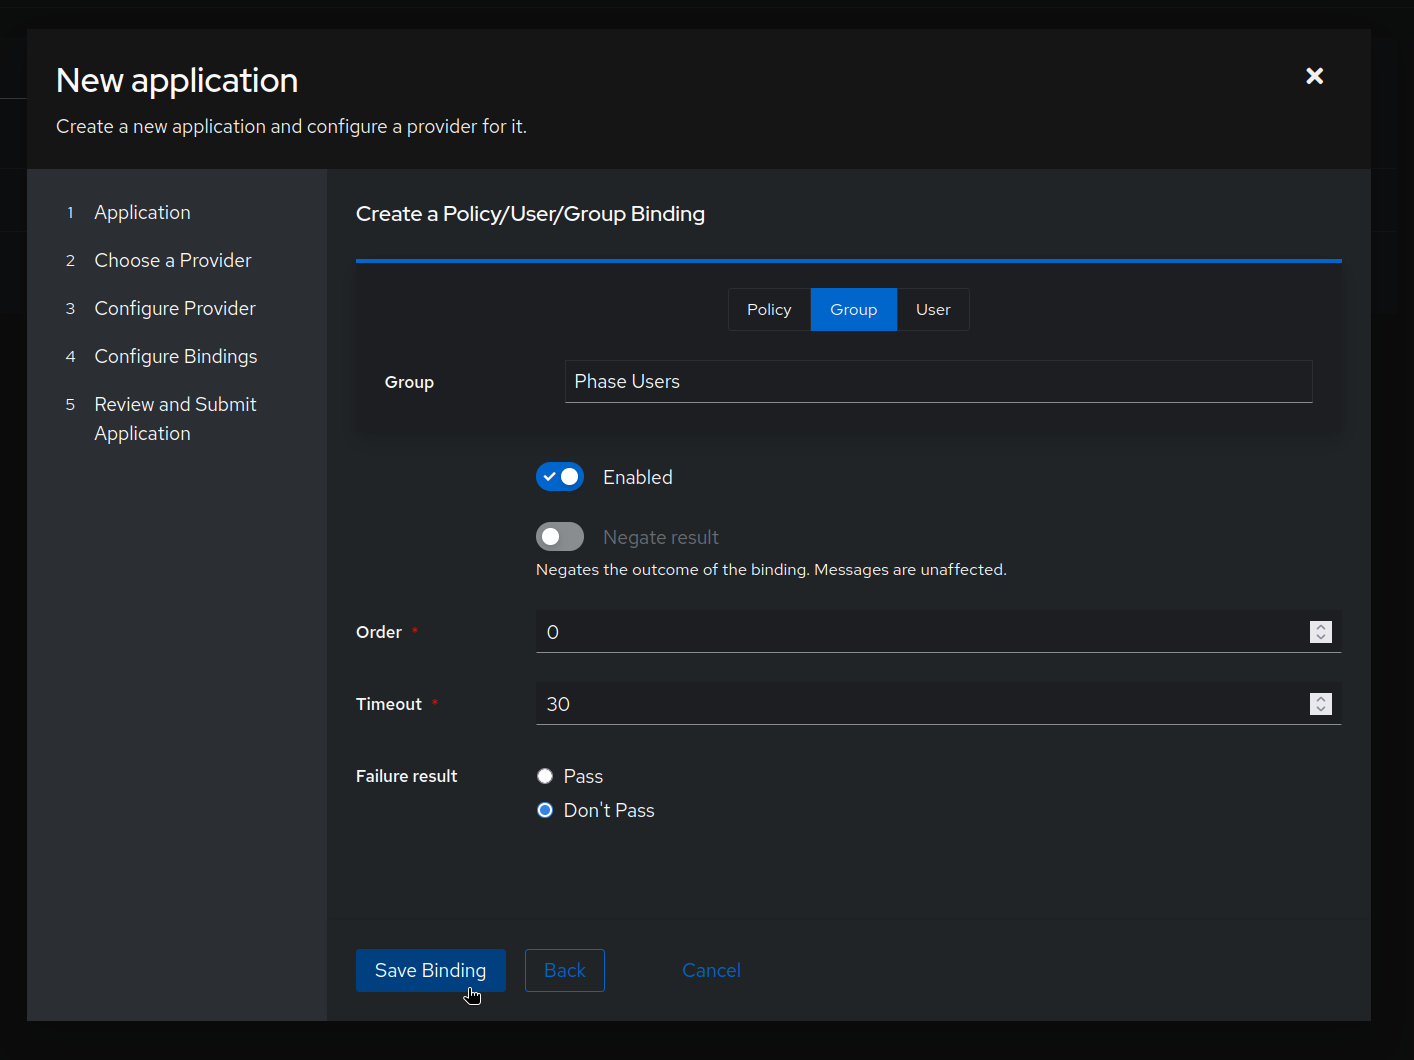 New application
Create a new application and configure a provider for it.
1 Application
2 Choose a Provider
3 Configure Provider
4 Configure Bindings
5 Review and Submit
Application
Create a Policy/User/Group Binding
Policy Group User
Group Phase Users
Enabled
Negate result
Negates the outcome of the binding. Messages are unaffected.
Order * 0
Timeout * 30
Failure result Pass
Don't Pass
Save Binding Back Cancel